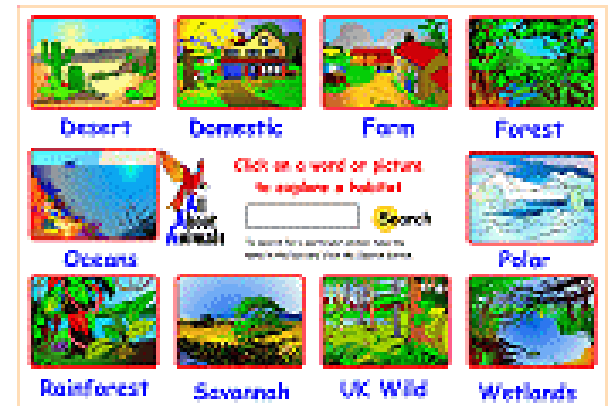 Desert Domestic Farm Forest
Click on a word or picture
to explore a habitat
All
About
Animals
Search
Oceans Polar
Rainforest Savannah UK Wild Wetlands